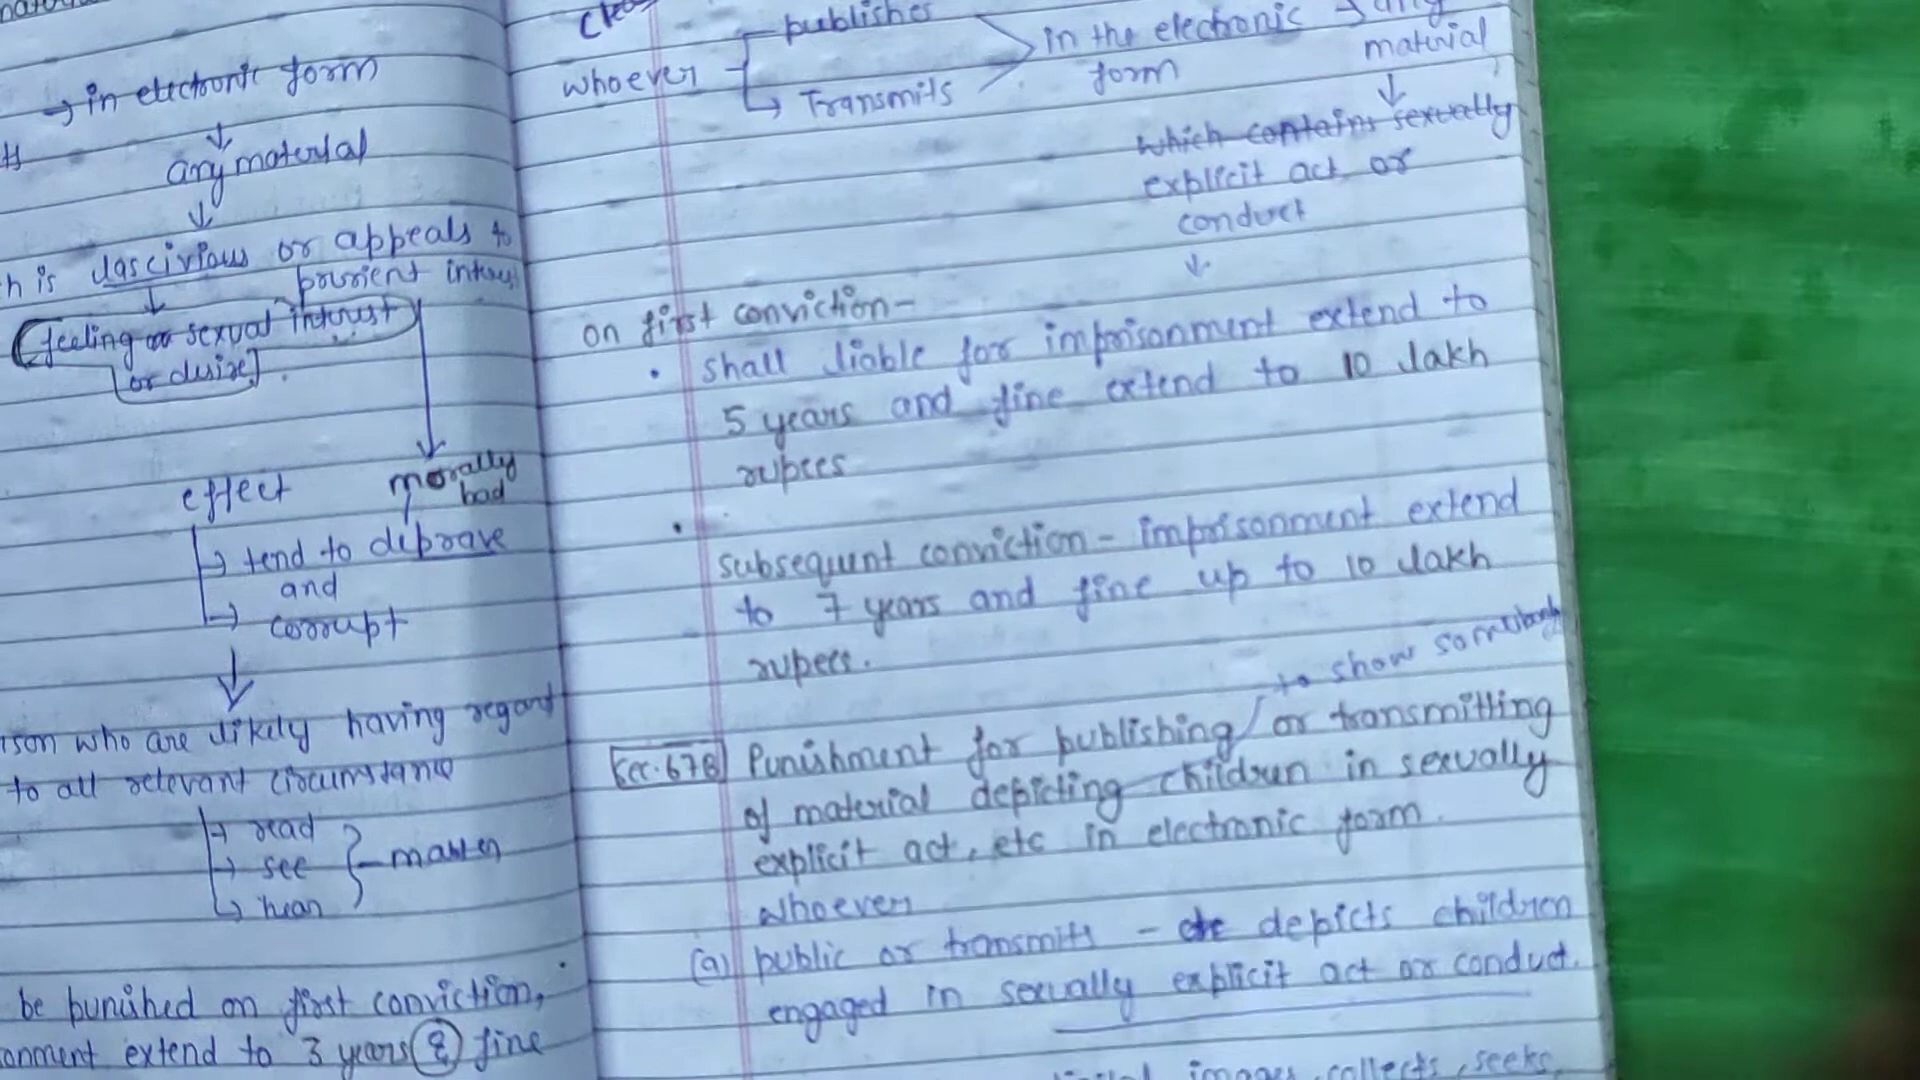 → in electronic form
↓
any material
↓
h is lascivious or appeals to
prurient interest
↓
(feeling or sexual interest
or desire].
effect
morally
bad
→ tend to deprave
and
→ corrupt
↓
rson who are likely having regard
to all relevant circumstance
→ read
→ see } matter
→ hear
be punished on first conviction,
onment extend to 3 years & fine
publishes
whoever
→ Transmits
in the electronic →
form
material
↓
which contains sexually
explicit act or
conduct
↓
on first conviction-
• shall liable for imprisonment extend to
5 years and fine extend to 10 lakh
rupees
• subsequent conviction - imprisonment extend
to 7 years and fine up to 10 lakh
rupees.
to show
Sec. 67B Punishment for publishing / or transmitting
of material depicting children in sexually
explicit act, etc in electronic form.
whoever
(a) public or transmits - depicts children
engaged in sexually explicit act or conduct.
images, collects, seeks,